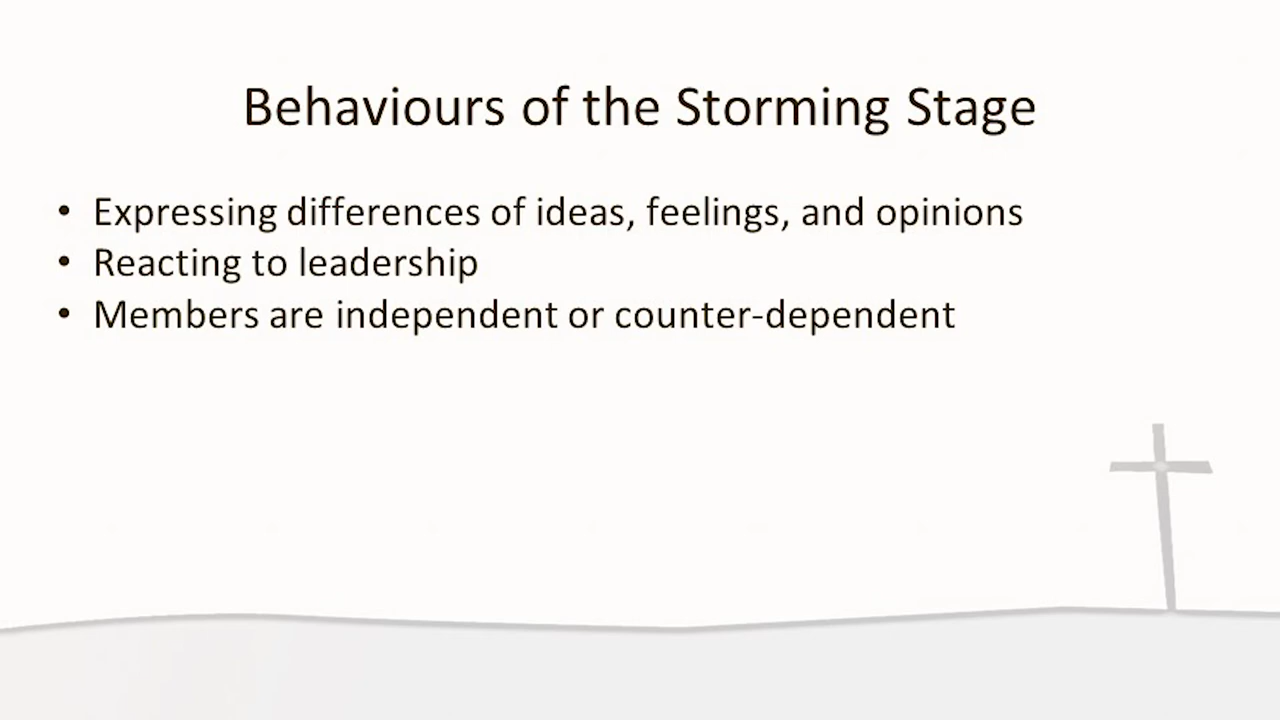 Behaviours of the Storming Stage
• Expressing differences of ideas, feelings, and opinions
• Reacting to leadership
• Members are independent or counter-dependent